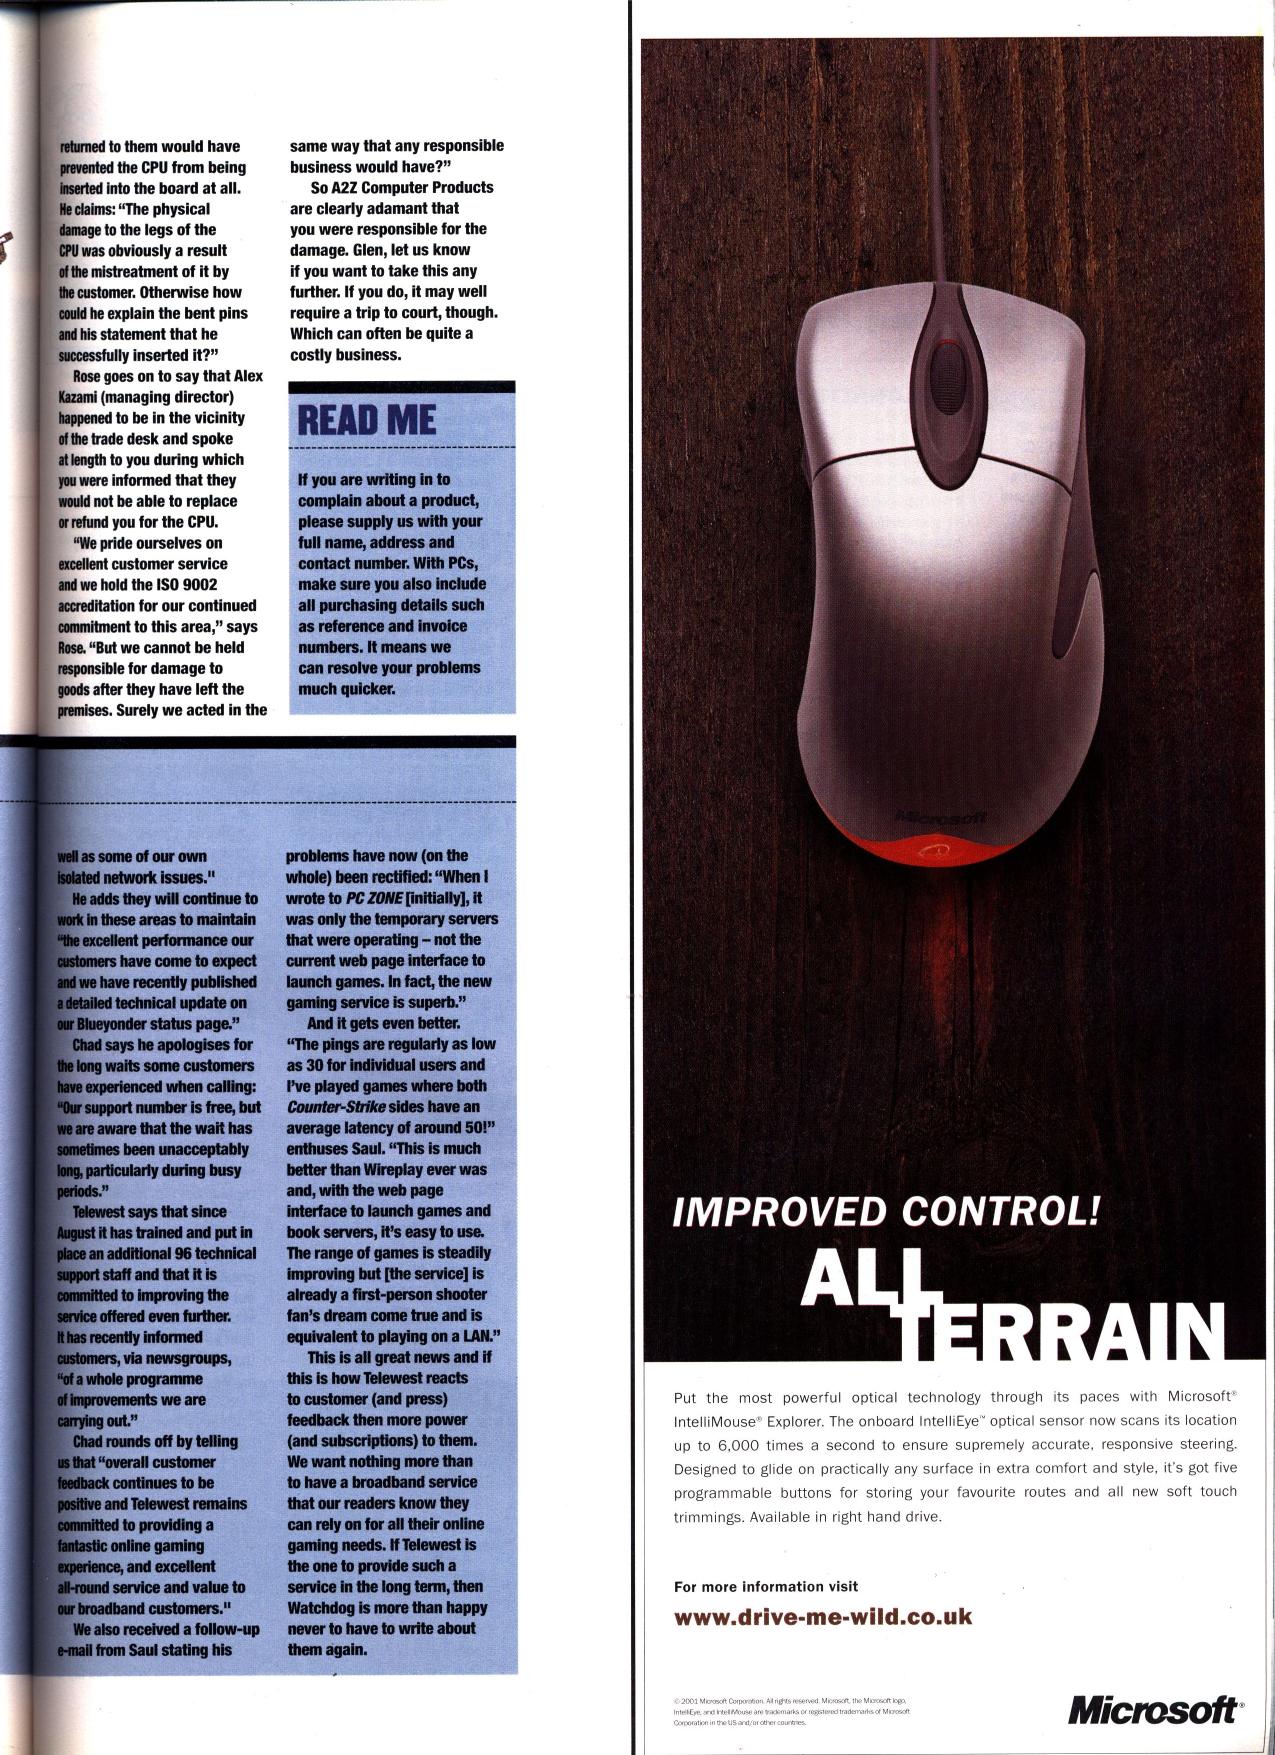 returned to them would have
prevented the CPU from being
inserted into the board at all.
He claims: “The physical
damage to the legs of the
CPU was obviously a result
of the mistreatment of it by
the customer. Otherwise how
could he explain the bent pins
and his statement that he
successfully inserted it?”
Rose goes on to say that Alex
Kazami (managing director)
happened to be in the vicinity
of the trade desk and spoke
at length to you during which
you were informed that they
would not be able to replace
or refund you for the CPU.
“We pride ourselves on
excellent customer service
and we hold the ISO 9002
accreditation for our continued
commitment to this area,” says
Rose. “But we cannot be held
responsible for damage to
goods after they have left the
premises. Surely we acted in the
same way that any responsible
business would have?”
So A2Z Computer Products
are clearly adamant that
you were responsible for the
damage. Glen, let us know
if you want to take this any
further. If you do, it may well
require a trip to court, though.
Which can often be quite a
costly business.
READ ME
If you are writing in to
complain about a product,
please supply us with your
full name, address and
contact number. With PCs,
make sure you also include
all purchasing details such
as reference and invoice
numbers. It means we
can resolve your problems
much quicker.
well as some of our own
isolated network issues."
He adds they will continue to
work in these areas to maintain
“the excellent performance our
customers have come to expect
and we have recently published
a detailed technical update on
our Blueyonder status page.”
Chad says he apologises for
the long waits some customers
have experienced when calling:
“Our support number is free, but
we are aware that the wait has
sometimes been unacceptably
long, particularly during busy
periods.”
Telewest says that since
August it has trained and put in
place an additional 96 technical
support staff and that it is
committed to improving the
service offered even further.
It has recently informed
customers, via newsgroups,
“of a whole programme
of improvements we are
carrying out.”
Chad rounds off by telling
us that “overall customer
feedback continues to be
positive and Telewest remains
committed to providing a
fantastic online gaming
experience, and excellent
all-round service and value to
our broadband customers."
We also received a follow-up
e-mail from Saul stating his
problems have now (on the
whole) been rectified: “When I
wrote to PC ZONE [initially], it
was only the temporary servers
that were operating – not the
current web page interface to
launch games. In fact, the new
gaming service is superb.”
And it gets even better.
“The pings are regularly as low
as 30 for individual users and
I’ve played games where both
Counter-Strike sides have an
average latency of around 50!”
enthuses Saul. “This is much
better than Wireplay ever was
and, with the web page
interface to launch games and
book servers, it’s easy to use.
The range of games is steadily
improving but [the service] is
already a first-person shooter
fan’s dream come true and is
equivalent to playing on a LAN.”
This is all great news and if
this is how Telewest reacts
to customer (and press)
feedback then more power
(and subscriptions) to them.
We want nothing more than
to have a broadband service
that our readers know they
can rely on for all their online
gaming needs. If Telewest is
the one to provide such a
service in the long term, then
Watchdog is more than happy
never to have to write about
them again.
Microsoft
IMPROVED CONTROL!
ALL
TERRAIN
Put the most powerful optical technology through its paces with Microsoft®
IntelliMouse® Explorer. The onboard IntelliEye™ optical sensor now scans its location
up to 6,000 times a second to ensure supremely accurate, responsive steering.
Designed to glide on practically any surface in extra comfort and style, it’s got five
programmable buttons for storing your favourite routes and all new soft touch
trimmings. Available in right hand drive.
For more information visit
www.drive-me-wild.co.uk
© 2001 Microsoft Corporation. All rights reserved. Microsoft, the Microsoft logo,
IntelliEye, and IntelliMouse are trademarks or registered trademarks of Microsoft
Corporation in the US and/or other countries.
Microsoft®